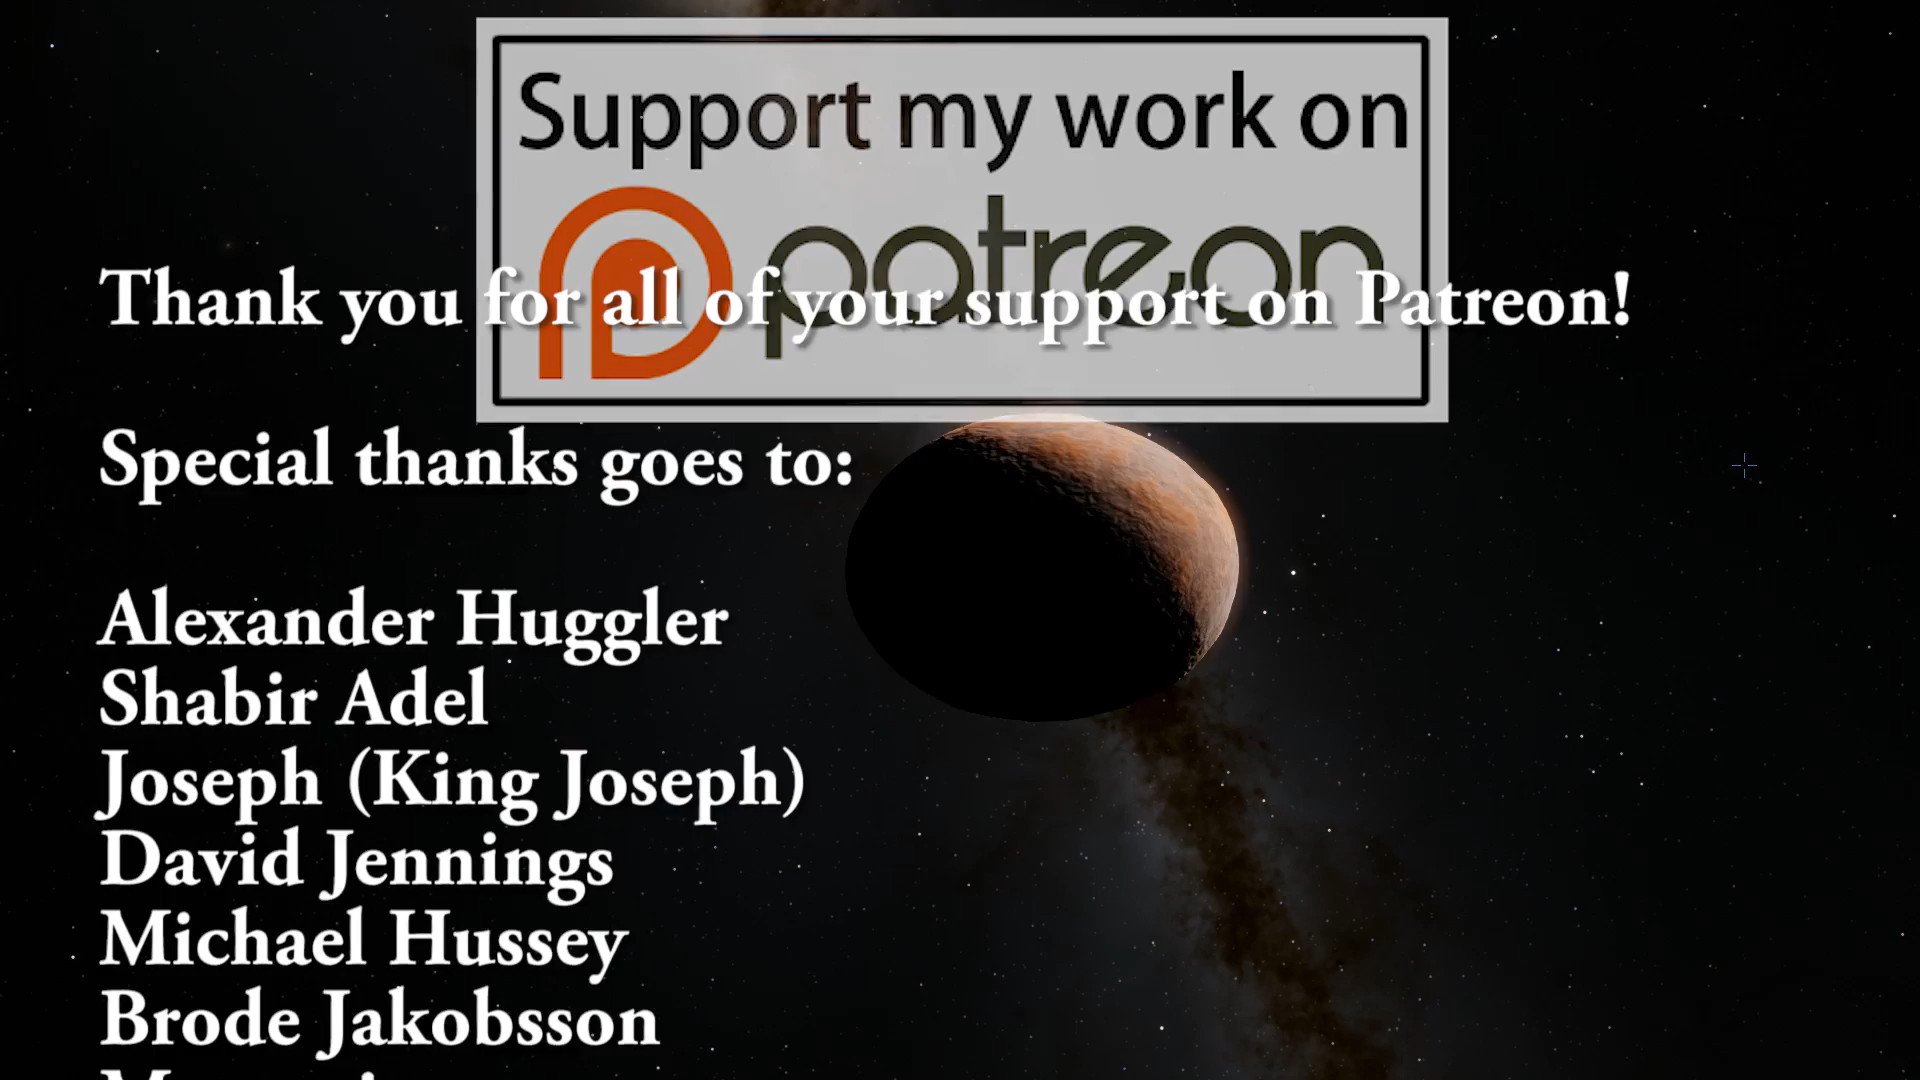 Support my work on
patreon
Thank you for all of your support on Patreon!
Special thanks goes to:
Alexander Huggler
Shabir Adel
Joseph (King Joseph)
David Jennings
Michael Hussey
Brode Jakobsson